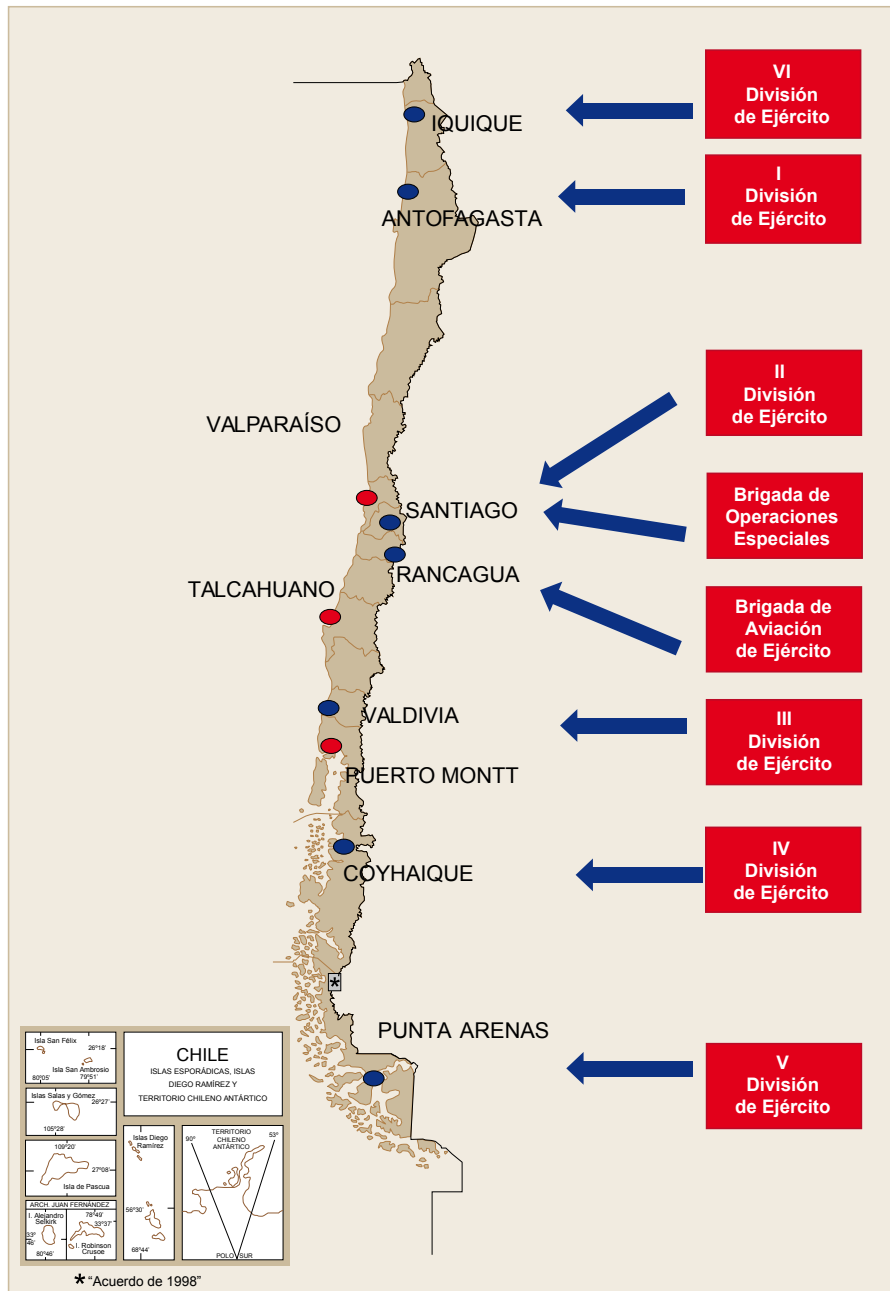 VI
División
de Ejército
IQUIQUE
I
División
de Ejército
ANTOFAGASTA
II
División
de Ejército
VALPARAÍSO
Brigada de
Operaciones
Especiales
SANTIAGO
RANCAGUA
TALCAHUANO
Brigada de
Aviación
de Ejército
III
División
de Ejército
VALDIVIA
PUERTO MONTT
IV
División
de Ejército
COYHAIQUE
*
PUNTA ARENAS
V
División
de Ejército
Isla San Félix
26°18'
Isla San Ambrosio
80°05'
79°51'
Islas Salas y Gómez
26°27'
105°28'
109°20'
27°08'
Isla de Pascua
ARCH. JUAN FERNÁNDEZ
I. Alejandro
Selkirk
33°
46'
80°46'
78°49'
33°37'
I. Robinson
Crusoe
CHILE
ISLAS ESPORÁDICAS, ISLAS
DIEGO RAMÍREZ Y
TERRITORIO CHILENO ANTÁRTICO
Islas Diego
Ramírez
56°30'
68°44'
TERRITORIO
CHILENO
ANTÁRTICO
90°
53°
POLO SUR
* "Acuerdo de 1998"